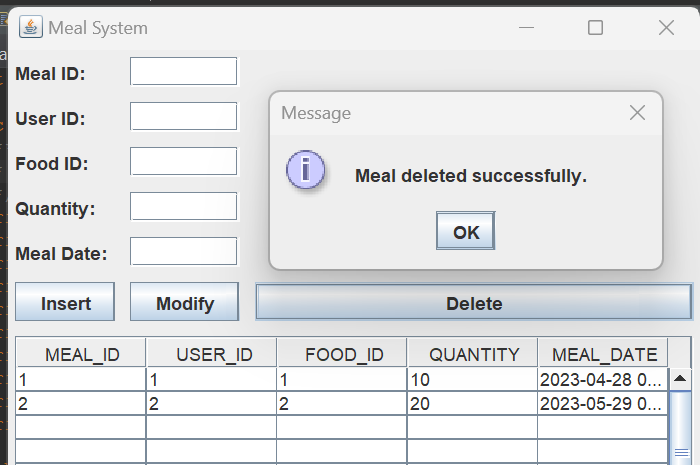 Meal System
Meal ID:
User ID:
Food ID:
Quantity:
Meal Date:
Message
Meal deleted successfully.
OK
Insert Modify Delete
MEAL_ID USER_ID FOOD_ID QUANTITY MEAL_DATE
1 1 1 10 2023-04-28 0...
2 2 2 20 2023-05-29 0...